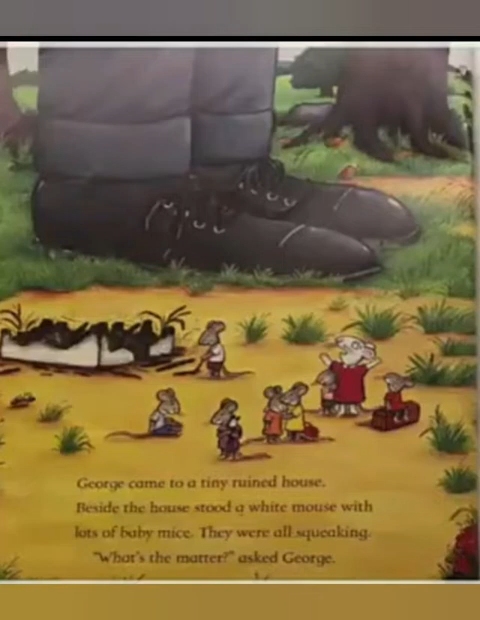 George came to a tiny ruined house.
Beside the house stood a white mouse with
lots of baby mice. They were all squeaking.
"What's the matter?" asked George.